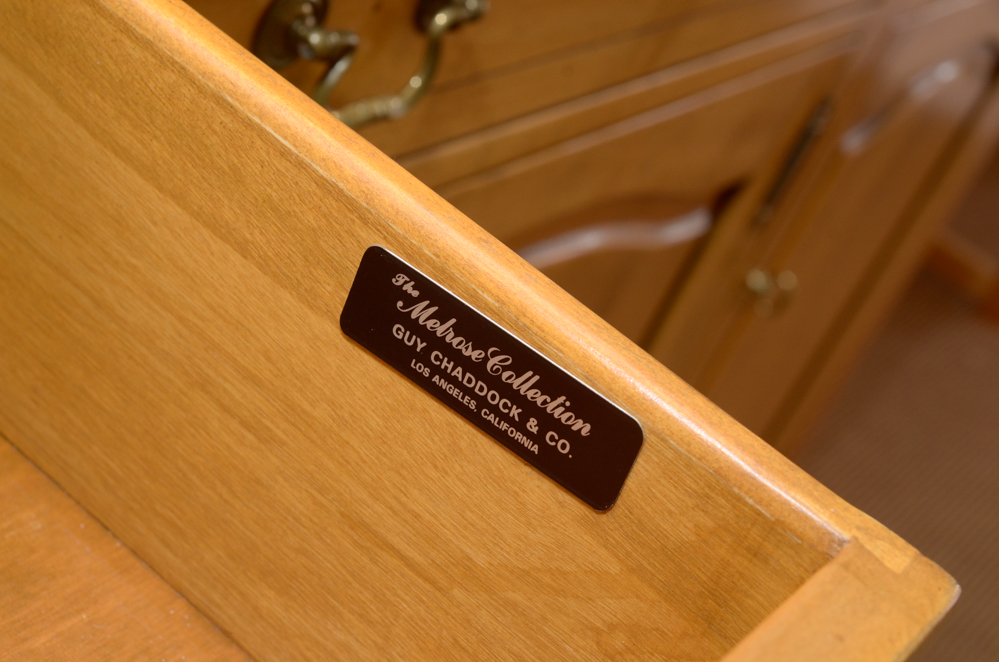 The
Melrose Collection
GUY CHADDOCK & CO.
LOS ANGELES, CALIFORNIA